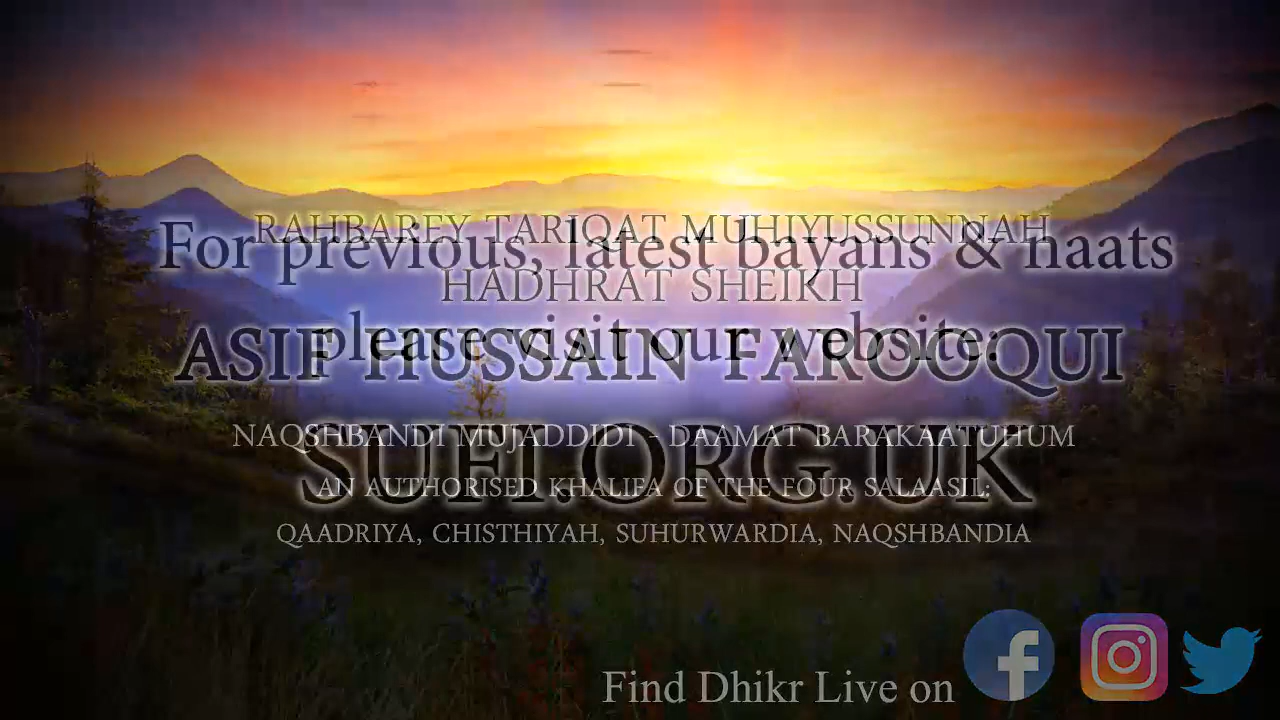 RAHBAREY TARIQAT MUHIYUSSUNNAH
For previous, latest bayans & naats
HADHRAT SHEIKH
please visit our website:
ASIF HUSSAIN FAROOQUI
NAQSHBANDI MUJADDIDI - DAAMAT BARAKAATUHUM
SUFI.ORG.UK
AN AUTHORISED KHALIFA OF THE FOUR SALAASIL:
QAADRIYA, CHISTHIYAH, SUHURWARDIA, NAQSHBANDIA
Find Dhikr Live on